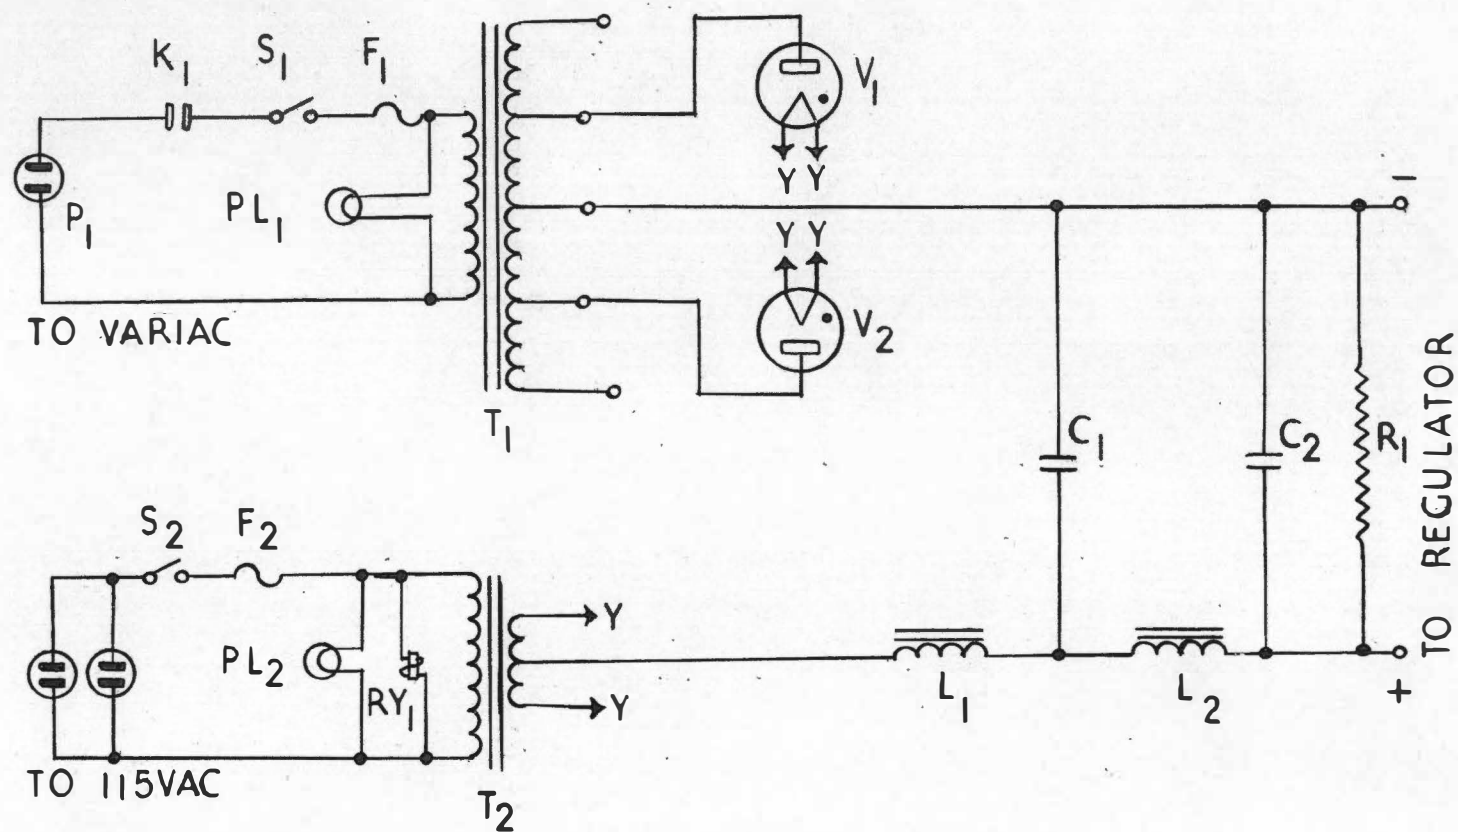 K1 S1 F1
P1
PL1
TO VARIAC
T1
V1
Y Y
Y Y
V2
−
C1
C2
R1
TO REGULATOR
S2 F2
PL2
RY1
TO 115VAC
T2
Y
Y
L1
L2
+